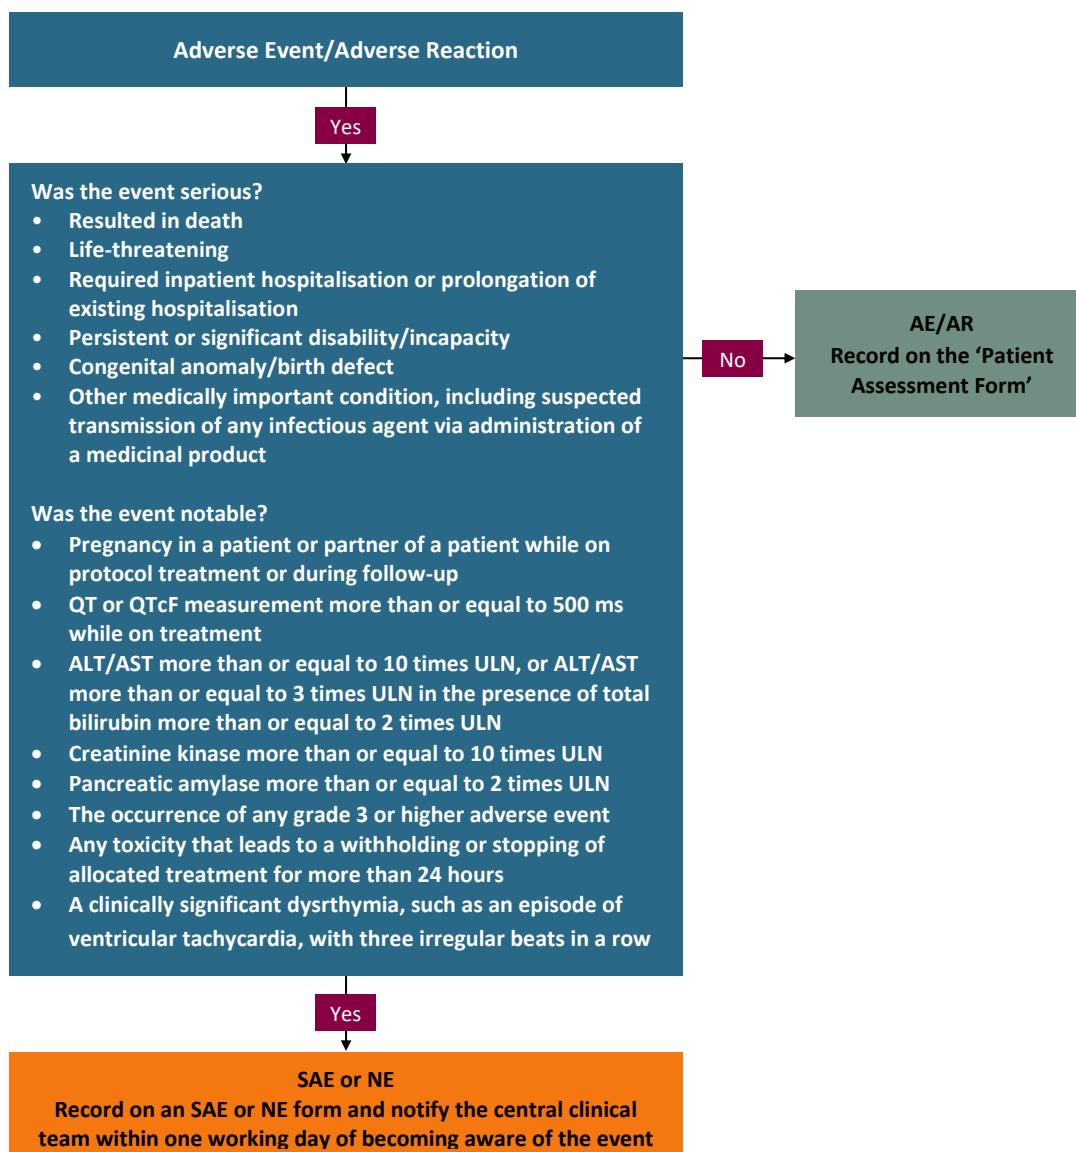 Adverse Event/Adverse Reaction
Yes
Was the event serious?
• Resulted in death
• Life-threatening
• Required inpatient hospitalisation or prolongation of
existing hospitalisation
• Persistent or significant disability/incapacity
• Congenital anomaly/birth defect
• Other medically important condition, including suspected
transmission of any infectious agent via administration of
a medicinal product
No
AE/AR
Record on the ‘Patient
Assessment Form’
Was the event notable?
• Pregnancy in a patient or partner of a patient while on
protocol treatment or during follow-up
• QT or QTcF measurement more than or equal to 500 ms
while on treatment
• ALT/AST more than or equal to 10 times ULN, or ALT/AST
more than or equal to 3 times ULN in the presence of total
bilirubin more than or equal to 2 times ULN
• Creatinine kinase more than or equal to 10 times ULN
• Pancreatic amylase more than or equal to 2 times ULN
• The occurrence of any grade 3 or higher adverse event
• Any toxicity that leads to a withholding or stopping of
allocated treatment for more than 24 hours
• A clinically significant dysrthymia, such as an episode of
ventricular tachycardia, with three irregular beats in a row
Yes
SAE or NE
Record on an SAE or NE form and notify the central clinical
team within one working day of becoming aware of the event